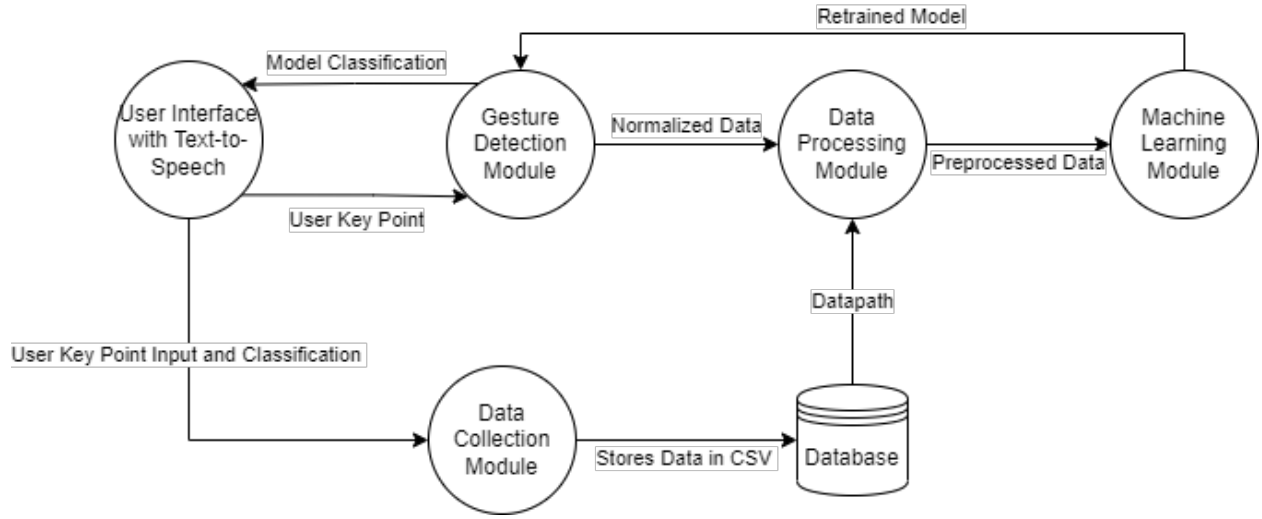 Retrained Model
Model Classification
User Interface
with Text-to-
Speech
Gesture
Detection
Module
Normalized Data
Data
Processing
Module
Preprocessed Data
Machine
Learning
Module
User Key Point
Datapath
User Key Point Input and Classification
Data
Collection
Module
Stores Data in CSV
Database